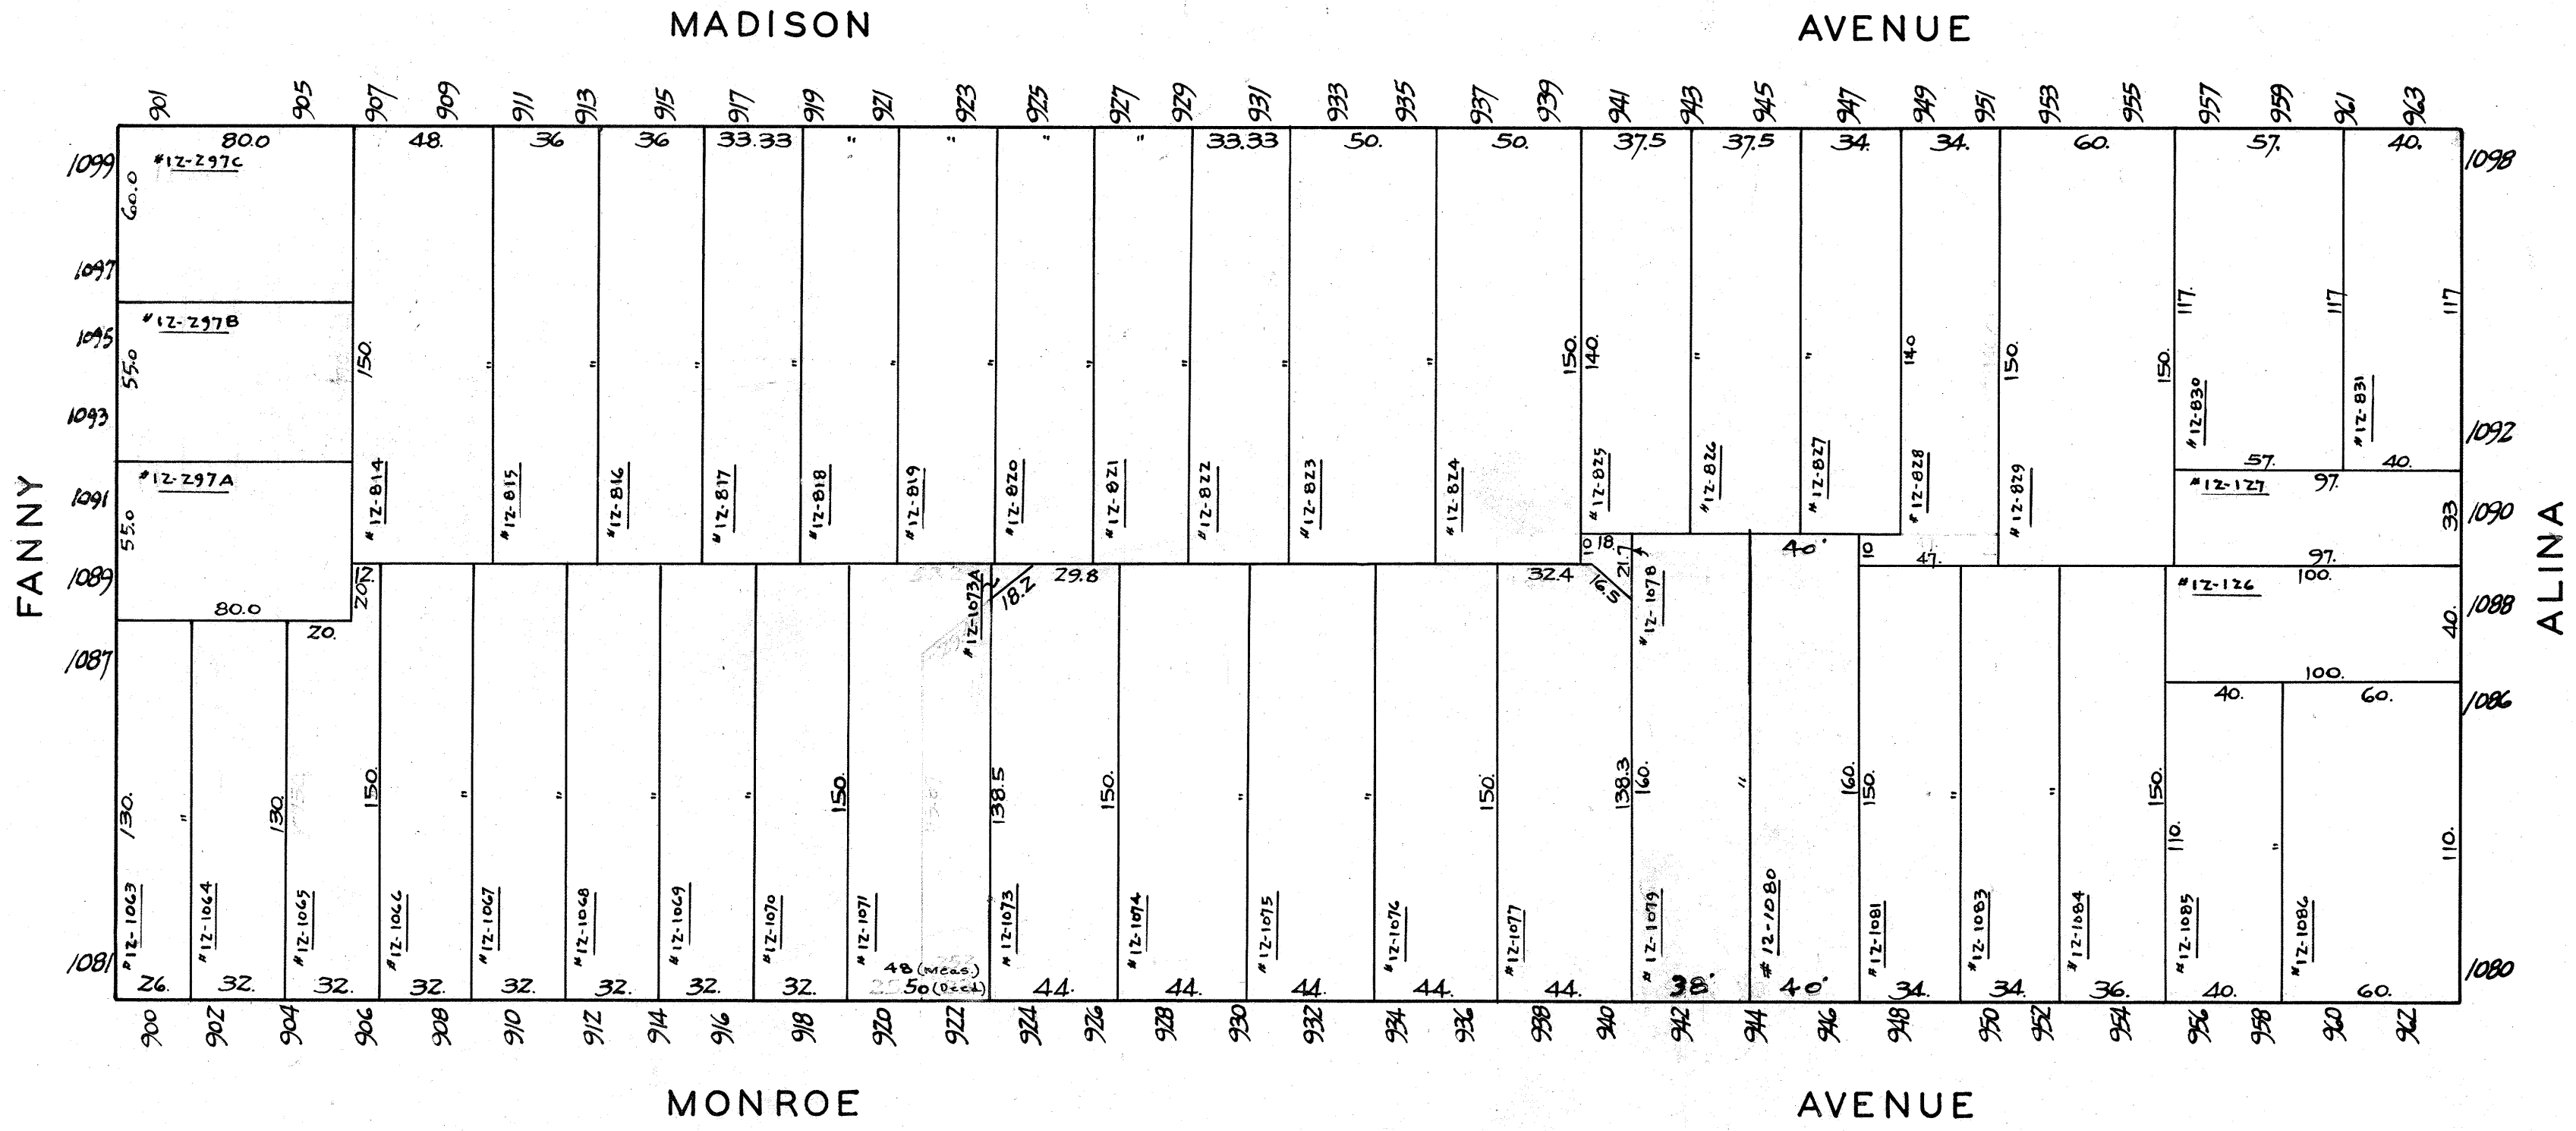 MADISON AVENUE
901 905 907 909 911 913 915 917 919 921 923 925 927 929 931 933 935 937 939 941 943 945 947 949 951 953 955 957 959 961 963
80.0 48. 36 36 33.33 " " " " 33.33 50. 50. 37.5 37.5 34. 34. 60. 57. 40.
1099 #12-297C 1098
60.0
1097
117. 117 117
#12-297B
1095
55.0 150. " " " " " " " " " " 150. 140. " " 140 150. 150.
1093
#12-830 #12-831 1092
57. 40.
#12-297A
1091
55.0
#12-814 #12-815 #12-816 #12-817 #12-818 #12-819 #12-820 #12-821 #12-822 #12-823 #12-824 #12-825 #12-826 #12-827 #12-828 #12-829
#12-127 97.
33 1090
97.
FANNY
ALINA
10 18. 21.7 40' 10 47.
1089 12. 20. 29.8 32.4 16.5 100.
#12-1073A 18.2 #12-1078
#12-126
40. 1088
80.0
20.
1087
100.
40. 60. 1086
130. " 130. 150. " " " " 150. 138.5 150. " " 150. 138.3 160. " 160. 150. " " 150. 110. " 110.
#12-1063 #12-1064 #12-1065 #12-1066 #12-1067 #12-1068 #12-1069 #12-1070 #12-1071 #12-1073 #12-1074 #12-1075 #12-1076 #12-1077 #12-1079 #12-1080 #12-1081 #12-1083 #12-1084 #12-1085 #12-1086
1081 1080
48 (Meas.)
26. 32. 32. 32. 32. 32. 32. 32. 50 (Deed) 44. 44. 44. 44. 44. 38' 40' 34. 34. 36. 40. 60.
900 902 904 906 908 910 912 914 916 918 920 922 924 926 928 930 932 934 936 938 940 942 944 946 948 950 952 954 956 958 960 962
MONROE AVENUE